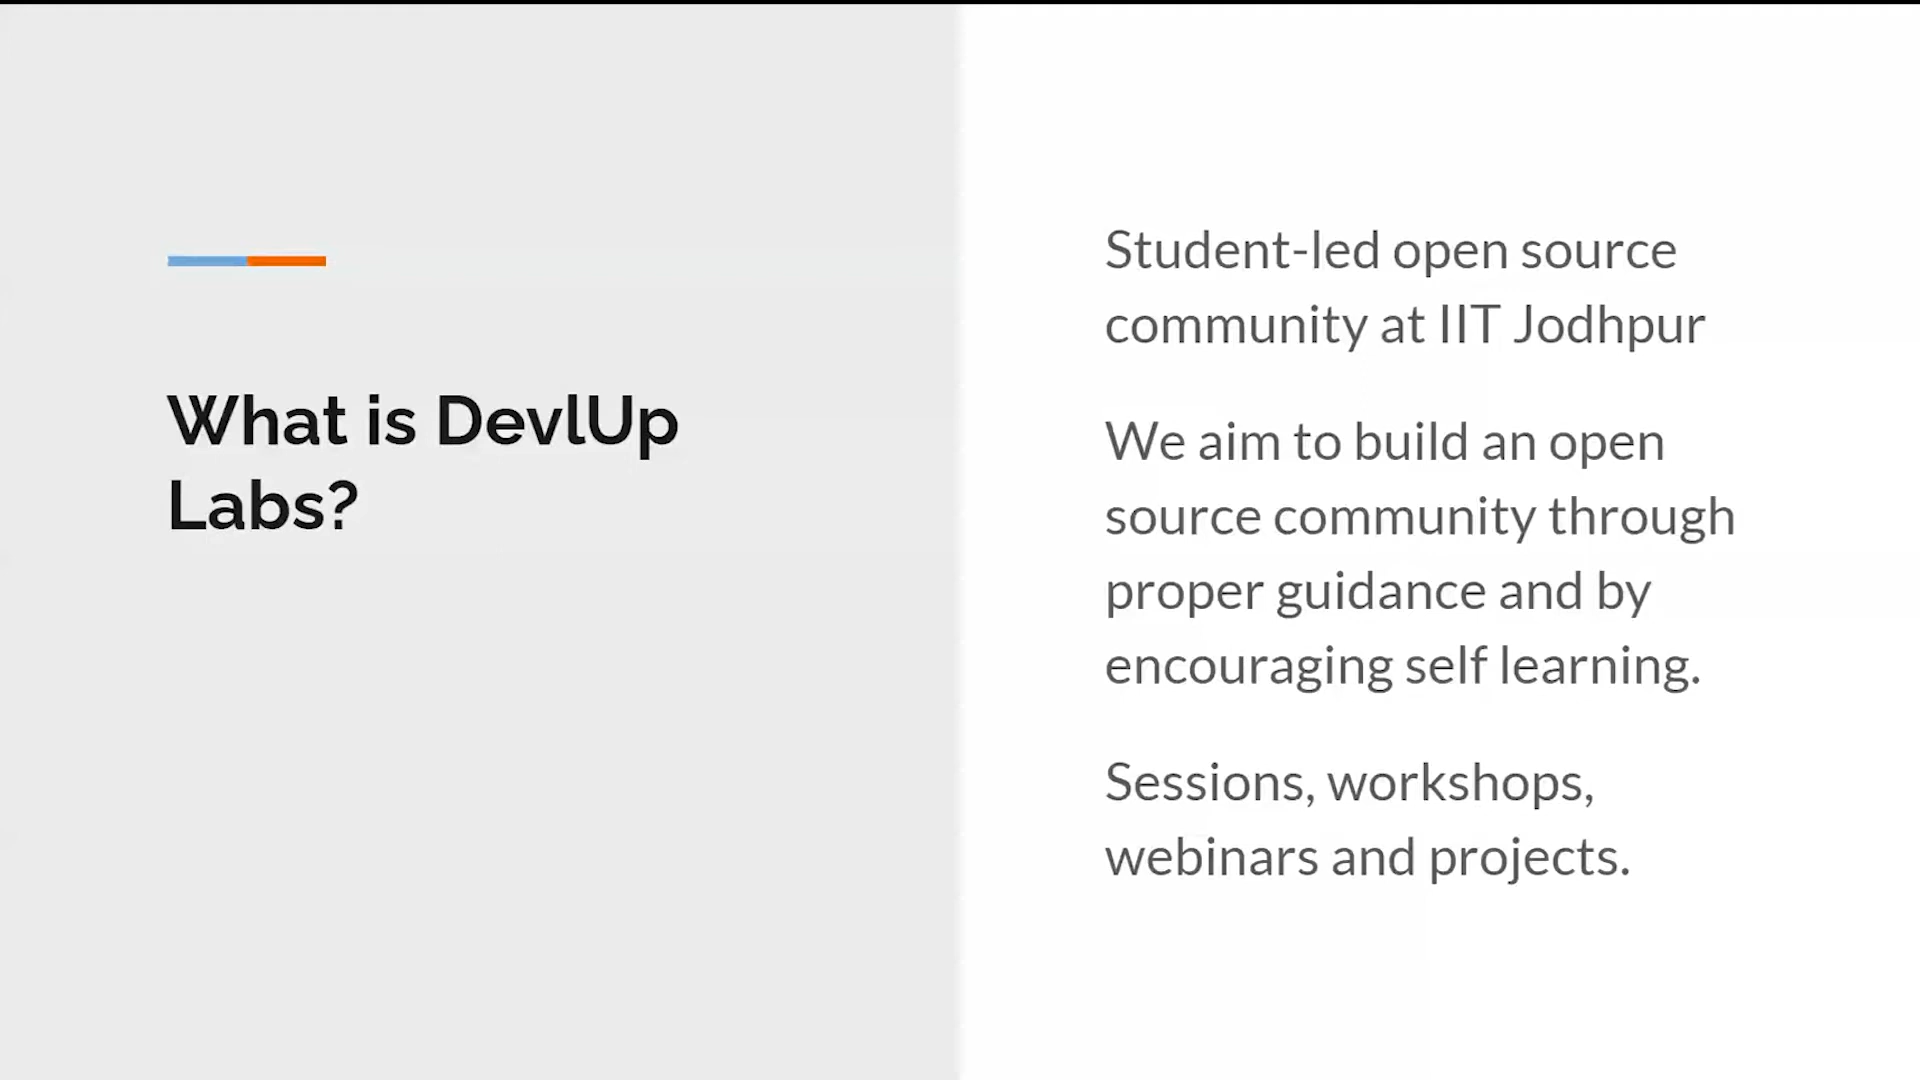 What is DevlUp
Labs?
Student-led open source
community at IIT Jodhpur
We aim to build an open
source community through
proper guidance and by
encouraging self learning.
Sessions, workshops,
webinars and projects.